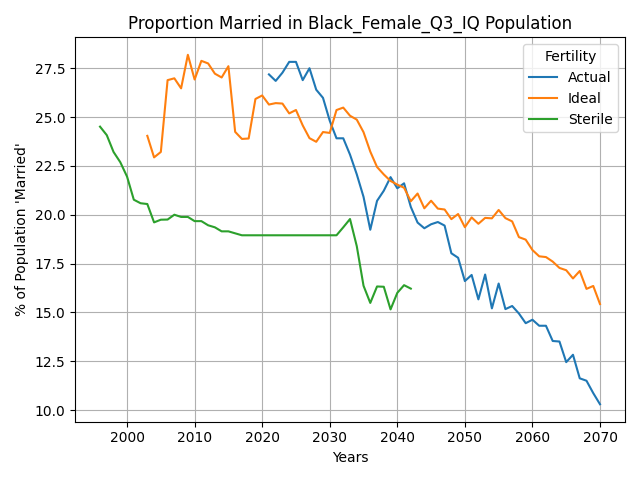 Proportion Married in Black_Female_Q3_IQ Population
% of Population 'Married'
27.5
25.0
22.5
20.0
17.5
15.0
12.5
10.0
Fertility
Actual
Ideal
Sterile
2000 2010 2020 2030 2040 2050 2060 2070
Years